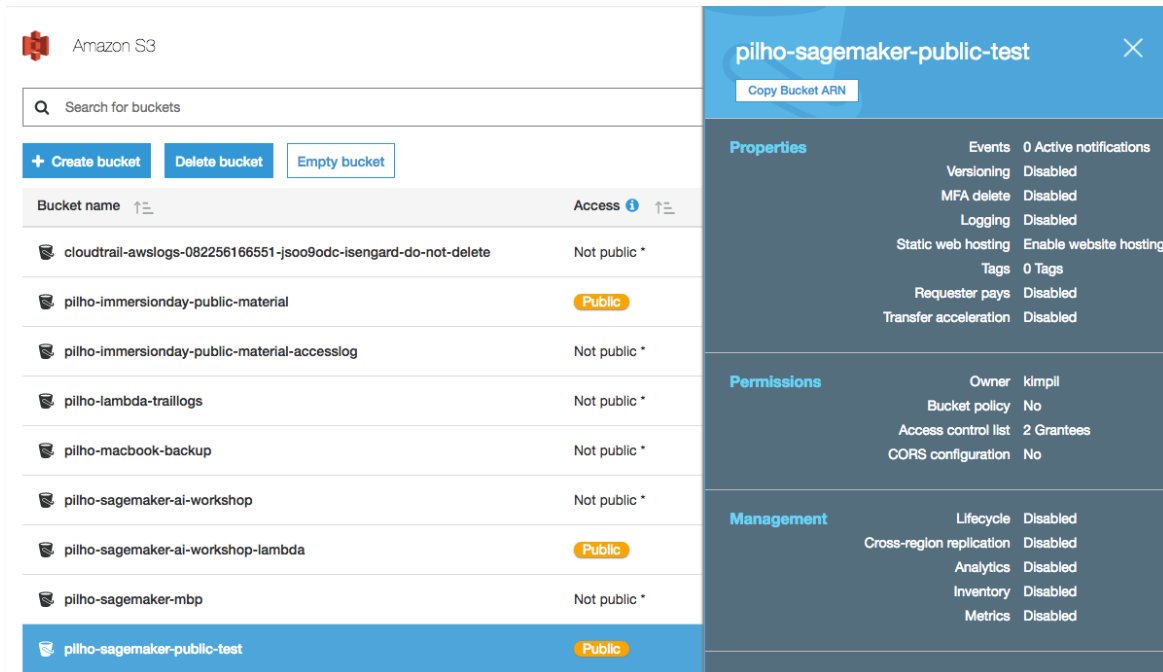 Amazon S3
Search for buckets
+ Create bucket Delete bucket Empty bucket
Bucket name Access
cloudtrail-awslogs-082256166551-jsoo9odc-isengard-do-not-delete Not public *
pilho-immersionday-public-material Public
pilho-immersionday-public-material-accesslog Not public *
pilho-lambda-traillogs Not public *
pilho-macbook-backup Not public *
pilho-sagemaker-ai-workshop Not public *
pilho-sagemaker-ai-workshop-lambda Public
pilho-sagemaker-mbp Not public *
pilho-sagemaker-public-test Public
pilho-sagemaker-public-test
Copy Bucket ARN
Properties Events 0 Active notifications
Versioning Disabled
MFA delete Disabled
Logging Disabled
Static web hosting Enable website hosting
Tags 0 Tags
Requester pays Disabled
Transfer acceleration Disabled
Permissions Owner kimpil
Bucket policy No
Access control list 2 Grantees
CORS configuration No
Management Lifecycle Disabled
Cross-region replication Disabled
Analytics Disabled
Inventory Disabled
Metrics Disabled